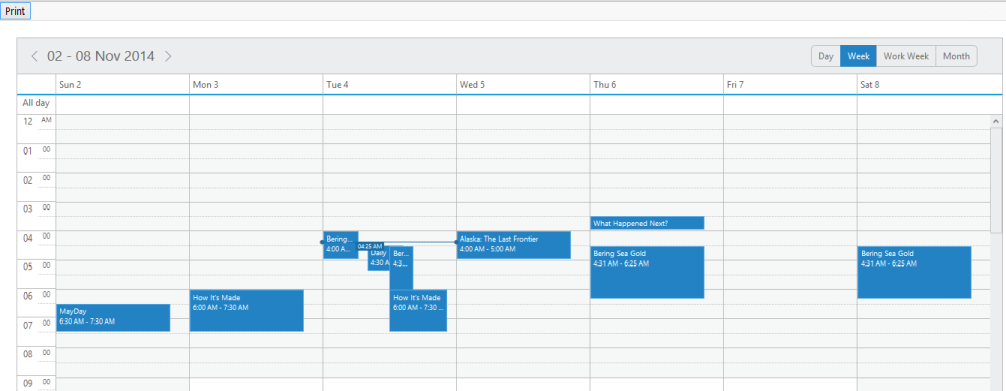 Print
02 - 08 Nov 2014
Day Week Work Week Month
Sun 2 Mon 3 Tue 4 Wed 5 Thu 6 Fri 7 Sat 8
All day
12 AM
01 00
02 00
03 00
What Happened Next?
04 00
Bering...
4:00 A...
04:25 AM
Alaska: The Last Frontier
4:00 AM - 5:00 AM
Daily
4:30 A
Ber...
4:3...
Bering Sea Gold
4:31 AM - 6:25 AM
Bering Sea Gold
4:31 AM - 6:25 AM
05 00
06 00
How It's Made
6:00 AM - 7:30 AM
How It's Made
6:00 AM - 7:30 ...
MayDay
6:30 AM - 7:30 AM
07 00
08 00
09 00